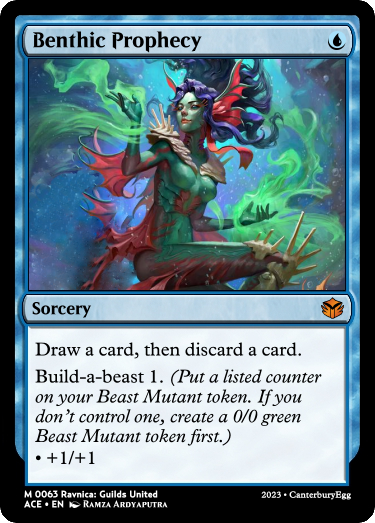 Benthic Prophecy
Sorcery
Draw a card, then discard a card.
Build-a-beast 1. (Put a listed counter
on your Beast Mutant token. If you
don't control one, create a 0/0 green
Beast Mutant token first.)
• +1/+1
M 0063 Ravnica: Guilds United
ACE • EN Ramza Ardyaputra
2023 • CanterburyEgg